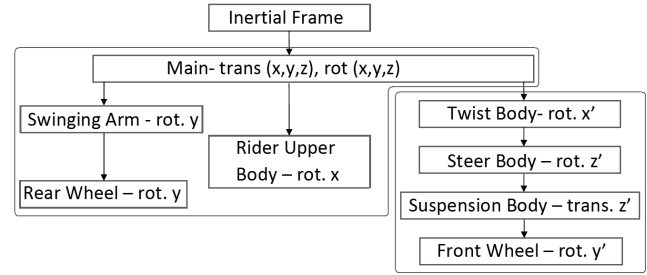 Inertial Frame
Main- trans (x,y,z), rot (x,y,z)
Swinging Arm - rot. y
Rear Wheel – rot. y
Rider Upper
Body – rot. x
Twist Body- rot. x’
Steer Body – rot. z’
Suspension Body – trans. z’
Front Wheel – rot. y’